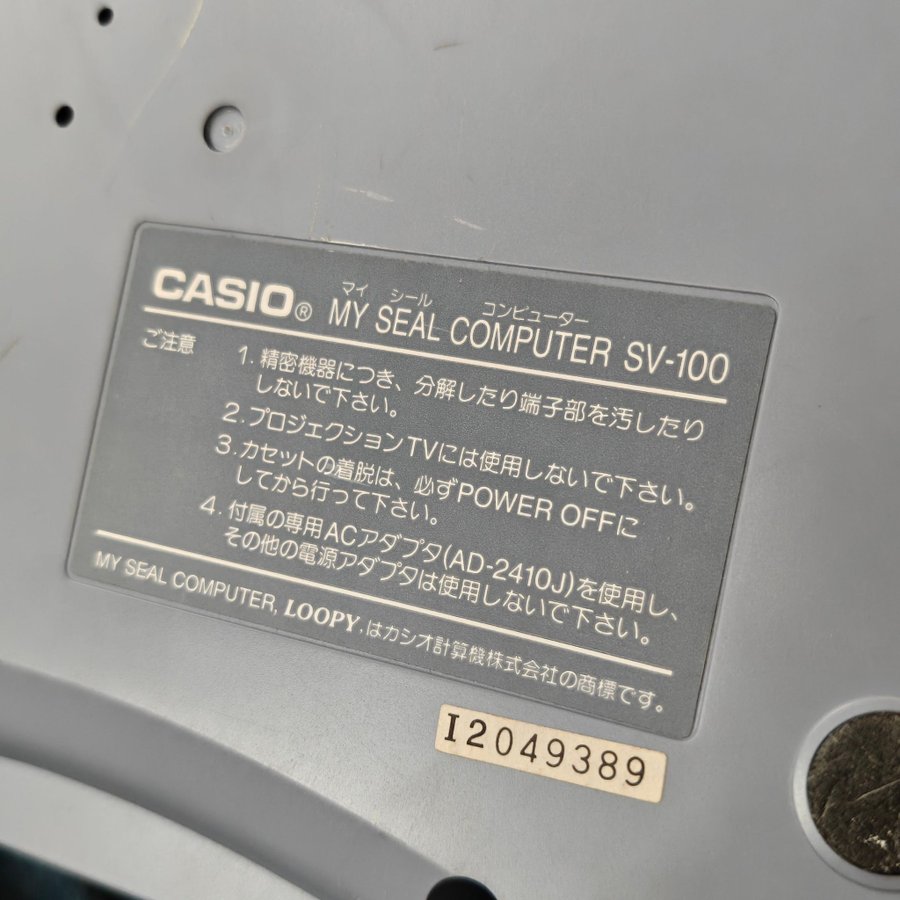 マイ シール コンピューター
CASIO® MY SEAL COMPUTER SV-100
ご注意 1. 精密機器につき、分解したり端子部を汚したり
しないで下さい。
2. プロジェクションTVには使用しないで下さい。
3. カセットの着脱は、必ずPOWER OFFに
してから行って下さい。
4. 付属の専用ACアダプタ(AD-2410J)を使用し、
その他の電源アダプタは使用しないで下さい。
MY SEAL COMPUTER, LOOPY, はカシオ計算機株式会社の商標です。
I2049389